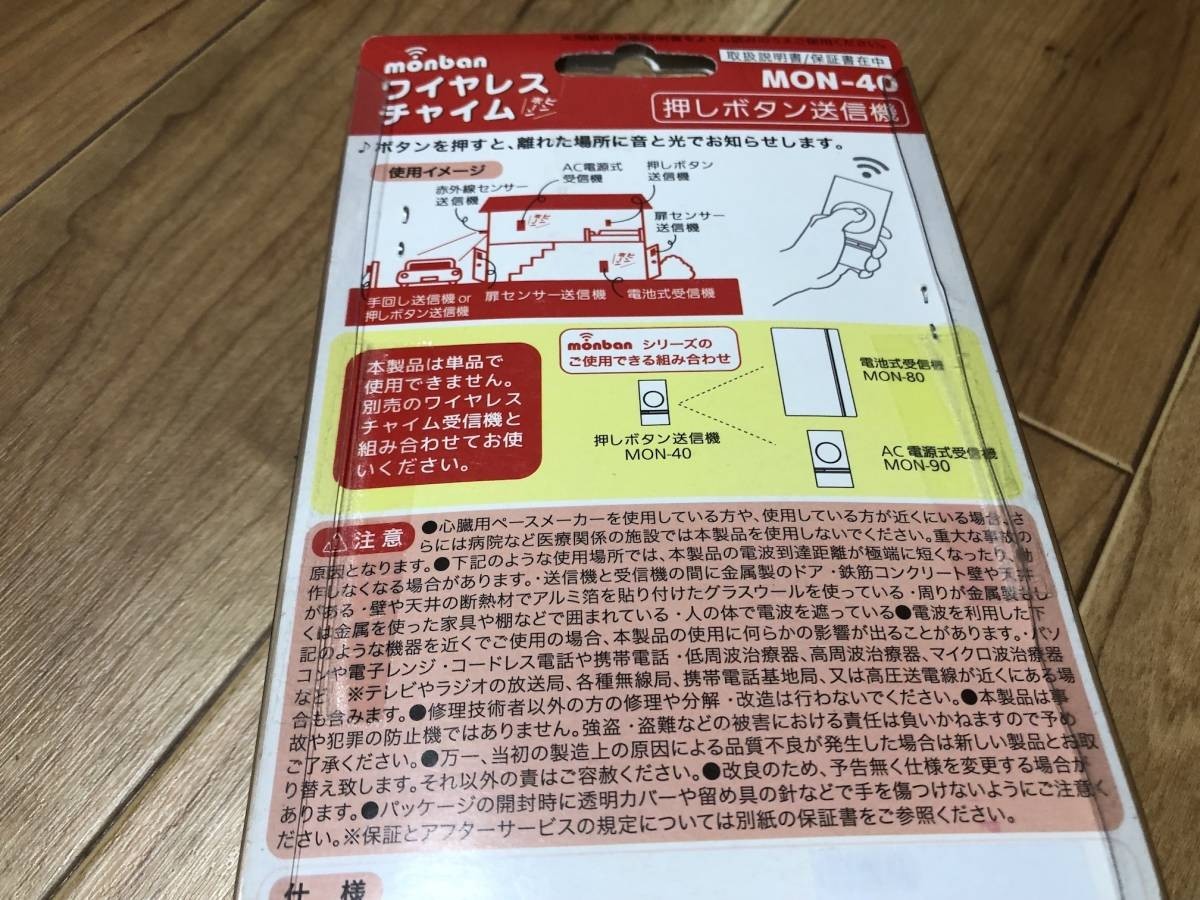 取扱説明書/保証書在中
monban
ワイヤレス
チャイム
MON-40
押しボタン送信機
♪ボタンを押すと、離れた場所に音と光でお知らせします。
使用イメージ
赤外線センサー
送信機
AC電源式
受信機
押しボタン
送信機
扉センサー
送信機
手回し送信機 or
押しボタン送信機
扉センサー送信機
電池式受信機
本製品は単品で
使用できません。
別売のワイヤレス
チャイム受信機と
組み合わせてお使
いください。
monban シリーズの
ご使用できる組み合わせ
押しボタン送信機
MON-40
電池式受信機
MON-80
AC電源式受信機
MON-90
⚠注意
●心臓用ペースメーカーを使用している方や、使用している方が近くにいる場合、さ
らには病院など医療関係の施設では本製品を使用しないでください。重大な事故の
原因となります。●下記のような使用場所では、本製品の電波到達距離が極端に短くなったり、動
作しなくなる場合があります。・送信機と受信機の間に金属製のドア・鉄筋コンクリート壁や天井
がある・壁や天井の断熱材でアルミ箔を貼り付けたグラスウールを使っている・周りが金属製もし
くは金属を使った家具や棚などで囲まれている・人の体で電波を遮っている●電波を利用した下
記のような機器を近くでご使用の場合、本製品の使用に何らかの影響が出ることがあります。・パソ
コンや電子レンジ・コードレス電話や携帯電話・低周波治療器、高周波治療器、マイクロ波治療器
など ※テレビやラジオの放送局、各種無線局、携帯電話基地局、又は高圧送電線が近くにある場
合も含みます。●修理技術者以外の方の修理や分解・改造は行わないでください。●本製品は事
故や犯罪の防止機ではありません。強盗・盗難などの被害における責任は負いかねますので予め
ご了承ください。●万一、当初の製造上の原因による品質不良が発生した場合は新しい製品とお取
り替え致します。それ以外の責はご容赦ください。●改良のため、予告無く仕様を変更する場合が
あります。●パッケージの開封時に透明カバーや留め具の針などで手を傷つけないようにご注意く
ださい。※保証とアフターサービスの規定については別紙の保証書をご参照ください。
仕 様